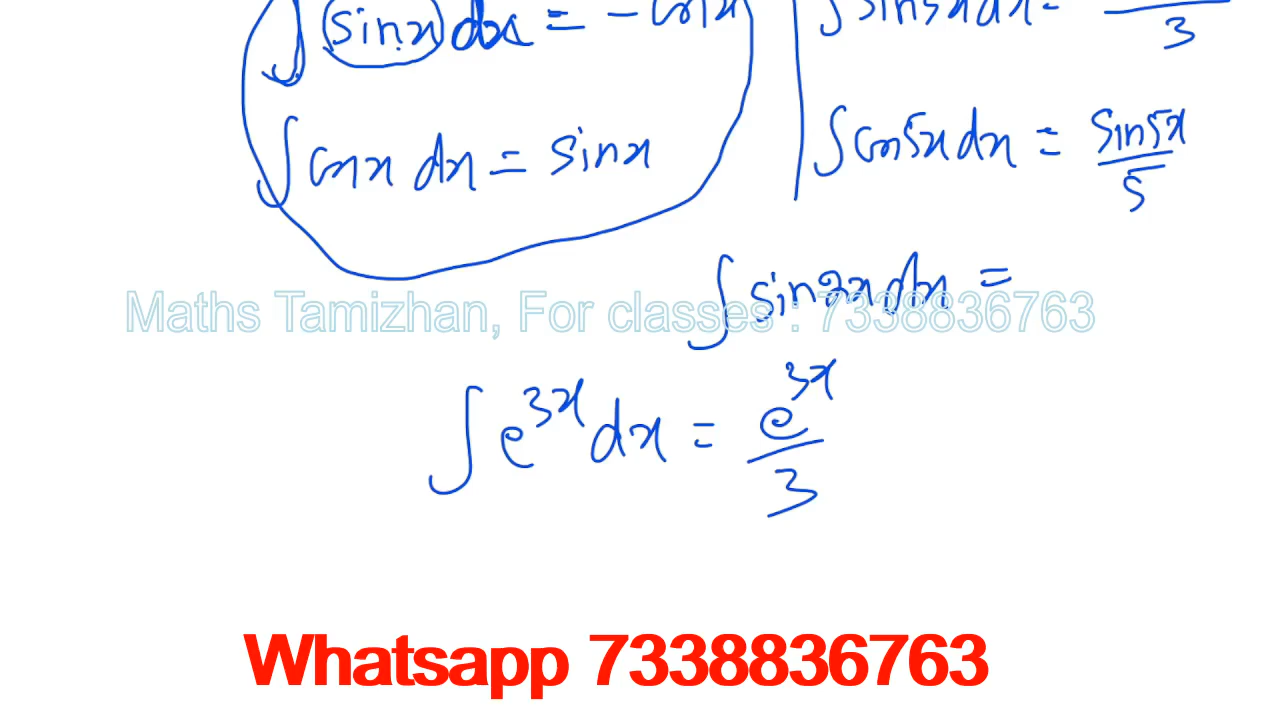 ∫ sinx dx = - cosx
∫ sin3x dx = 3
∫ cosx dx = sinx
∫ cos5x dx = sin5x / 5
∫ sin2x dx =
Maths Tamizhan, For classes : 7338836763
∫ e^3x dx = e^3x / 3
Whatsapp 7338836763